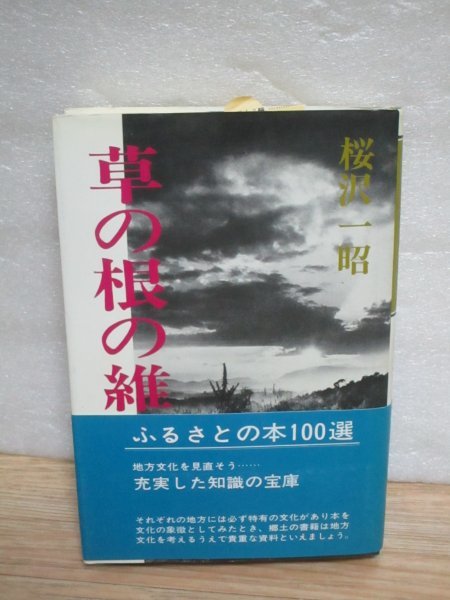 草の根の維
桜沢一昭
ふるさとの本100選
地方文化を見直そう……
充実した知識の宝庫
それぞれの地方には必ず特有の文化があり本を
文化の象徴としてみたとき、郷土の書籍は地方
文化を考えるうえで貴重な資料といえましょう。